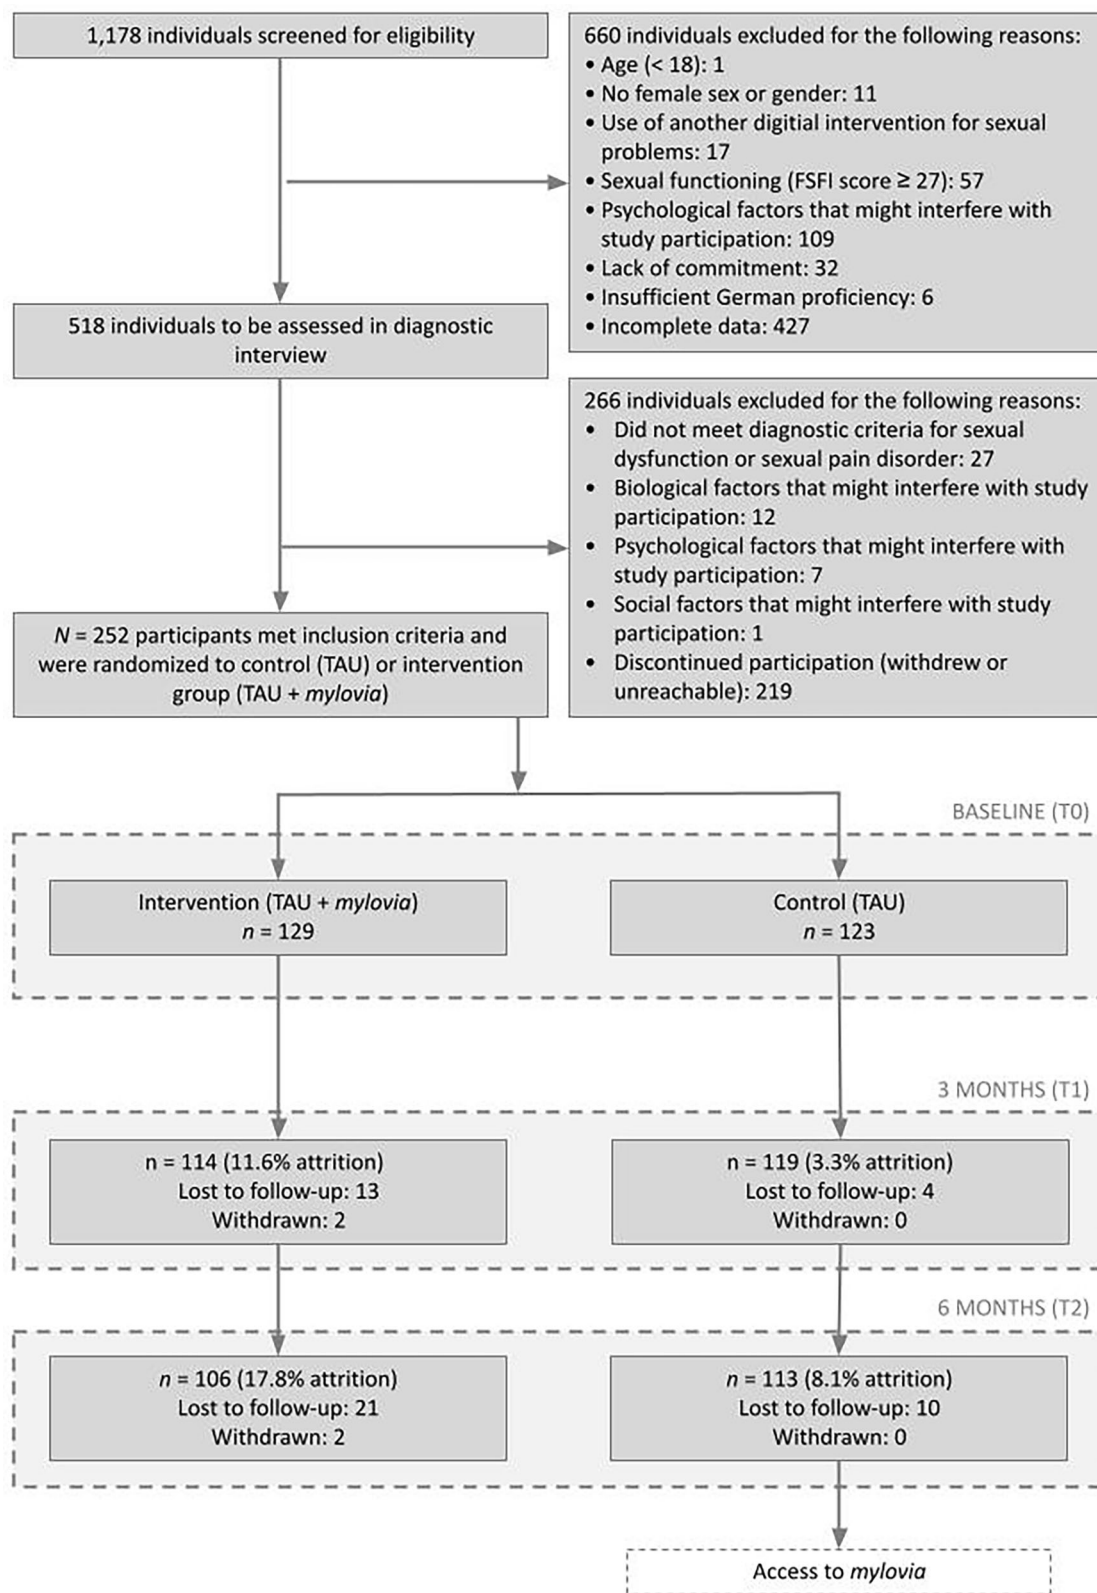 1,178 individuals screened for eligibility
660 individuals excluded for the following reasons:
• Age (< 18): 1
• No female sex or gender: 11
• Use of another digitial intervention for sexual
problems: 17
• Sexual functioning (FSFI score ≥ 27): 57
• Psychological factors that might interfere with
study participation: 109
• Lack of commitment: 32
• Insufficient German proficiency: 6
• Incomplete data: 427
518 individuals to be assessed in diagnostic
interview
266 individuals excluded for the following reasons:
• Did not meet diagnostic criteria for sexual
dysfunction or sexual pain disorder: 27
• Biological factors that might interfere with study
participation: 12
• Psychological factors that might interfere with
study participation: 7
• Social factors that might interfere with study
participation: 1
• Discontinued participation (withdrew or
unreachable): 219
N = 252 participants met inclusion criteria and
were randomized to control (TAU) or intervention
group (TAU + mylovia)
BASELINE (T0)
Intervention (TAU + mylovia)
n = 129
Control (TAU)
n = 123
3 MONTHS (T1)
n = 114 (11.6% attrition)
Lost to follow-up: 13
Withdrawn: 2
n = 119 (3.3% attrition)
Lost to follow-up: 4
Withdrawn: 0
6 MONTHS (T2)
n = 106 (17.8% attrition)
Lost to follow-up: 21
Withdrawn: 2
n = 113 (8.1% attrition)
Lost to follow-up: 10
Withdrawn: 0
Access to mylovia